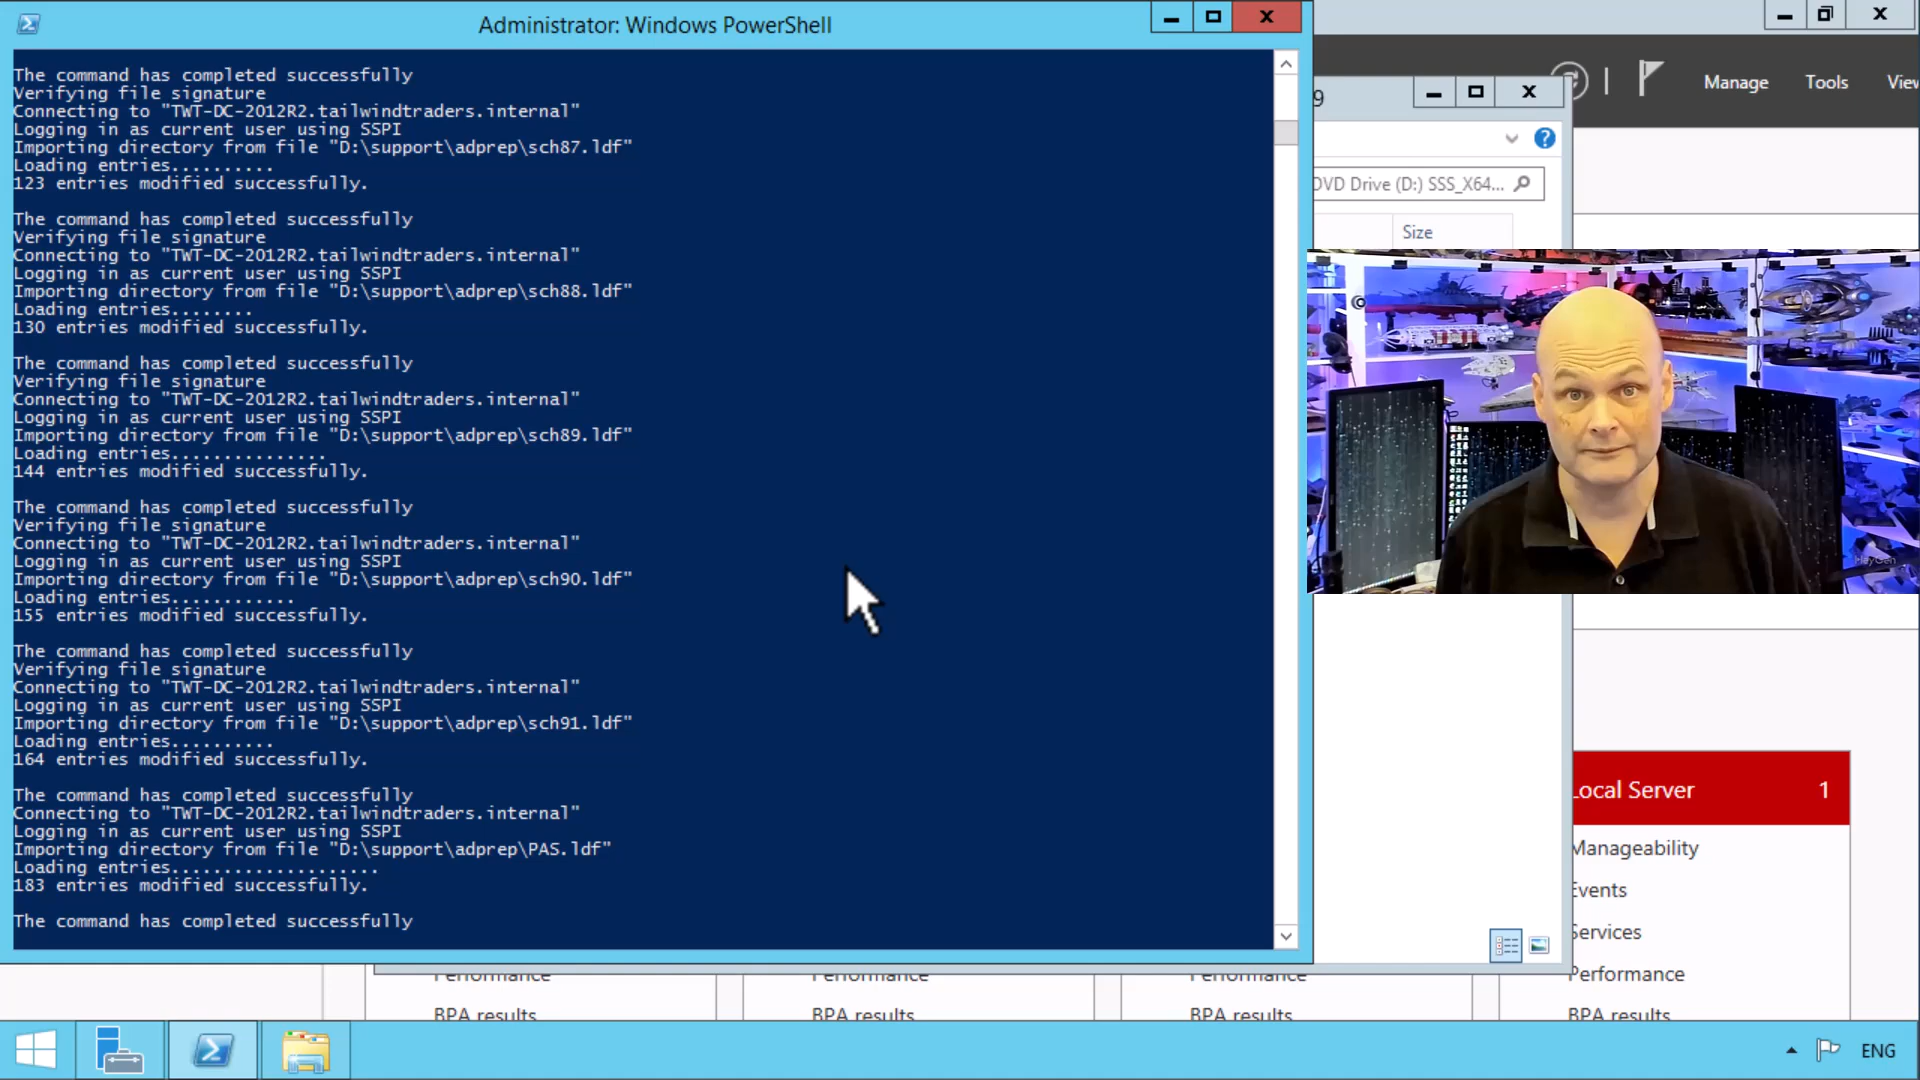 Administrator: Windows PowerShell
The command has completed successfully
Verifying file signature
Connecting to "TWT-DC-2012R2.tailwindtraders.internal"
Logging in as current user using SSPI
Importing directory from file "D:\support\adprep\sch87.ldf"
Loading entries..........
123 entries modified successfully.
The command has completed successfully
Verifying file signature
Connecting to "TWT-DC-2012R2.tailwindtraders.internal"
Logging in as current user using SSPI
Importing directory from file "D:\support\adprep\sch88.ldf"
Loading entries........
130 entries modified successfully.
The command has completed successfully
Verifying file signature
Connecting to "TWT-DC-2012R2.tailwindtraders.internal"
Logging in as current user using SSPI
Importing directory from file "D:\support\adprep\sch89.ldf"
Loading entries...............
144 entries modified successfully.
The command has completed successfully
Verifying file signature
Connecting to "TWT-DC-2012R2.tailwindtraders.internal"
Logging in as current user using SSPI
Importing directory from file "D:\support\adprep\sch90.ldf"
Loading entries............
155 entries modified successfully.
The command has completed successfully
Verifying file signature
Connecting to "TWT-DC-2012R2.tailwindtraders.internal"
Logging in as current user using SSPI
Importing directory from file "D:\support\adprep\sch91.ldf"
Loading entries..........
164 entries modified successfully.
The command has completed successfully
Connecting to "TWT-DC-2012R2.tailwindtraders.internal"
Logging in as current user using SSPI
Importing directory from file "D:\support\adprep\PAS.ldf"
Loading entries....................
183 entries modified successfully.
The command has completed successfully
Manage Tools View
9
DVD Drive (D:) SSS_X64...
Size
HeyGen
Local Server 1
Manageability
Events
Services
Performance
BPA results
Performance
BPA results
Performance
BPA results
Performance
BPA results
ENG